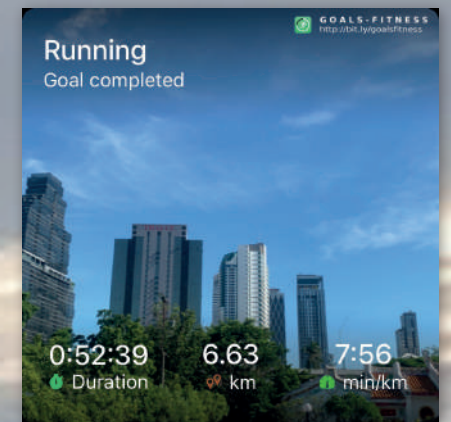 GOALS-FITNESS
http://bit.ly/goalsfitness
Running
Goal completed
0:52:39 6.63 7:56
Duration km min/km